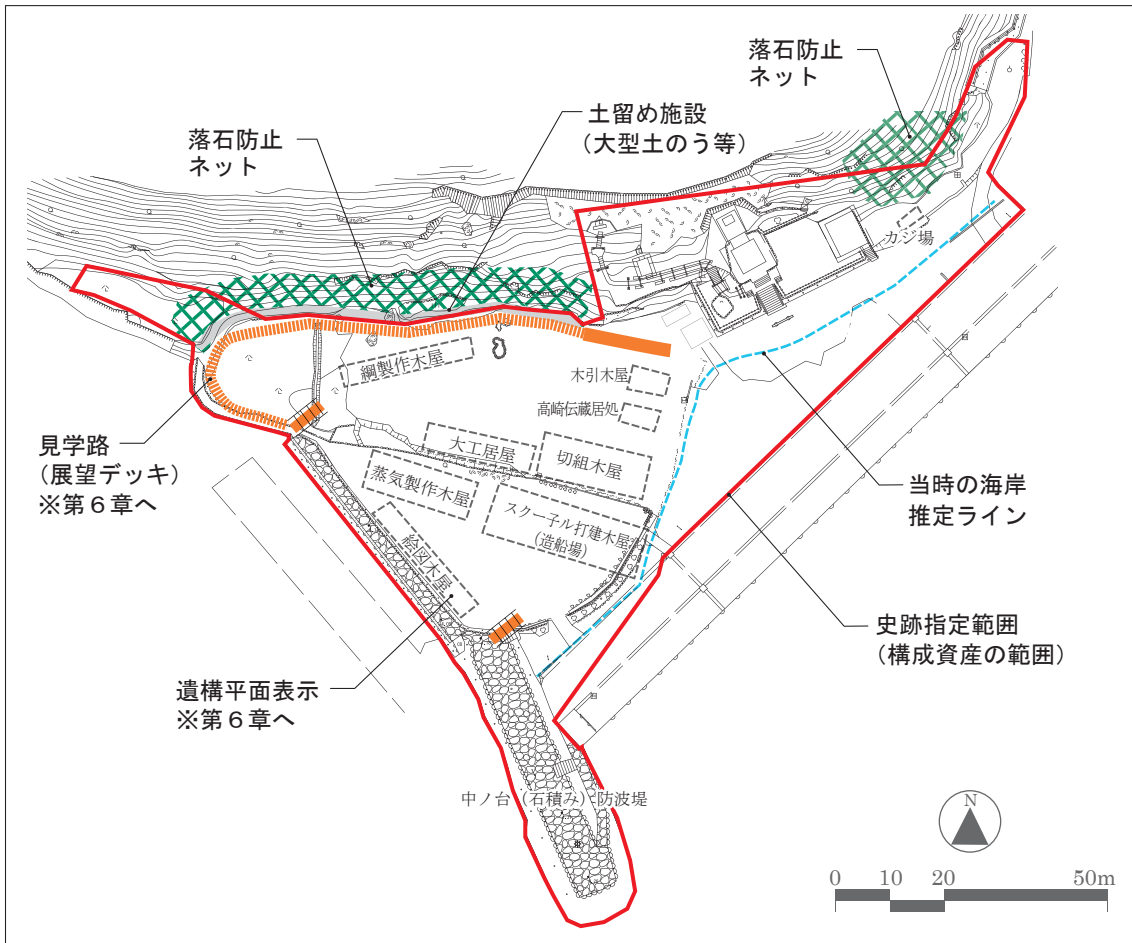 落石防止
ネット
土留め施設
（大型土のう等）
落石防止
ネット
カジ場
綱製作木屋
木引木屋
高崎伝蔵居処
大工居屋
切組木屋
蒸気製作木屋
スクー子ル打建木屋
（造船場）
絵図木屋
見学路
（展望デッキ）
※第６章へ
当時の海岸
推定ライン
史跡指定範囲
（構成資産の範囲）
遺構平面表示
※第６章へ
中ノ台（石積み）防波堤
N
0 10 20 50m